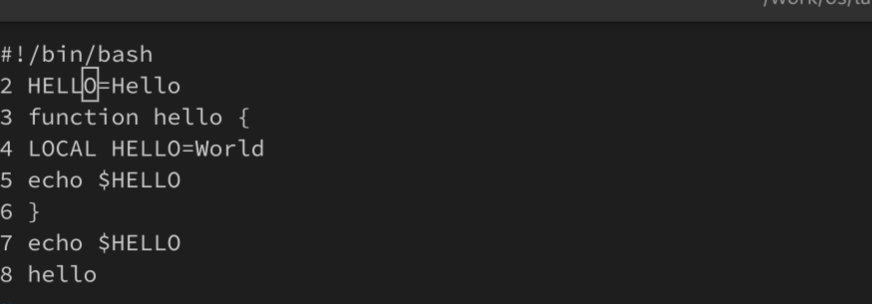 #!/bin/bash
2 HELLO=Hello
3 function hello {
4 LOCAL HELLO=World
5 echo $HELLO
6 }
7 echo $HELLO
8 hello